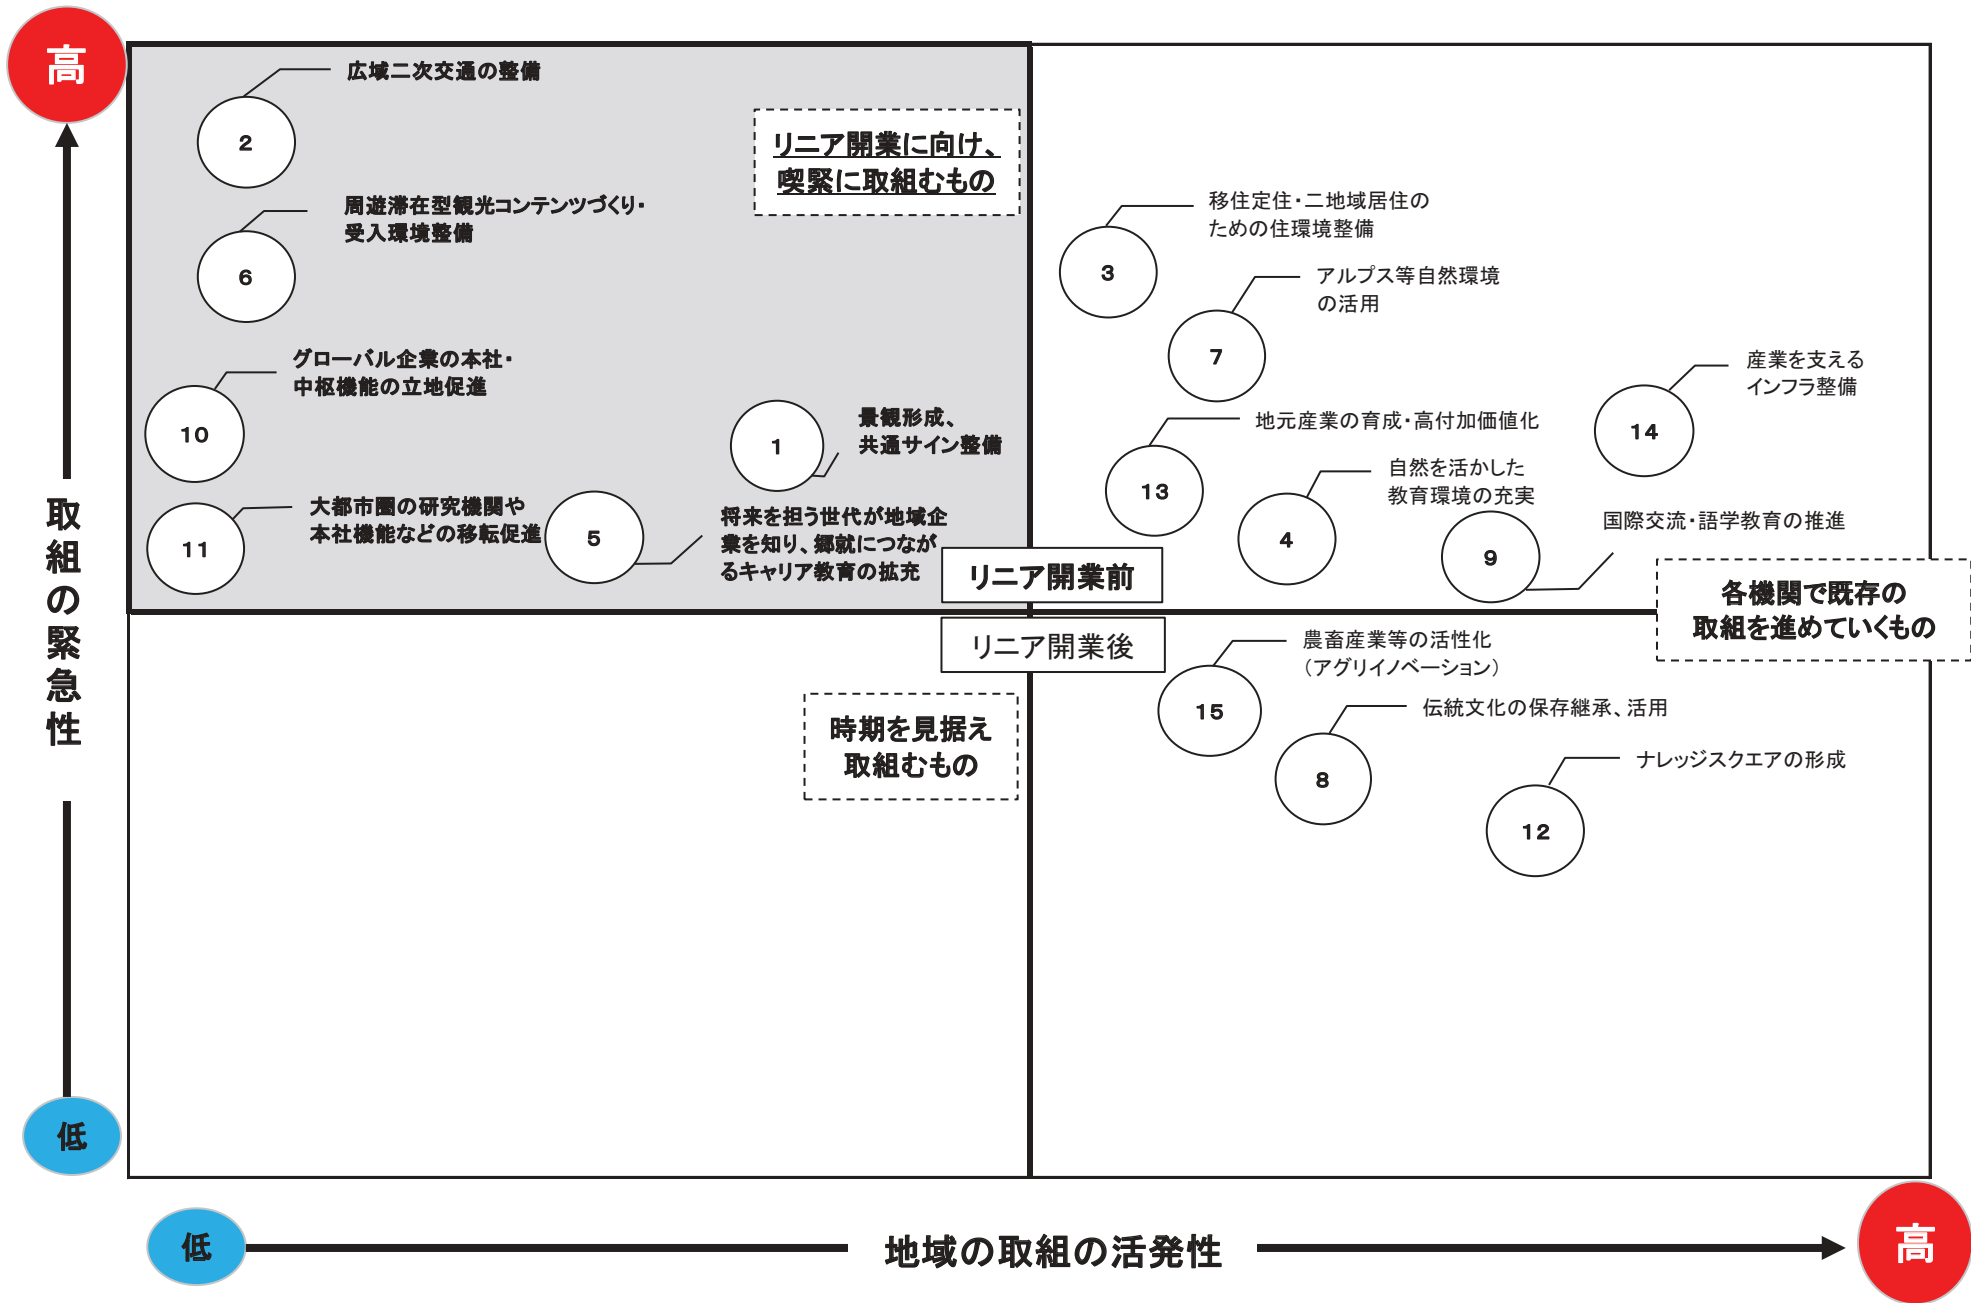 高
取組の緊急性
低
広域二次交通の整備
2
リニア開業に向け、
喫緊に取組むもの
周遊滞在型観光コンテンツづくり・
受入環境整備
6
グローバル企業の本社・
中枢機能の立地促進
10
景観形成、
共通サイン整備
1
大都市圏の研究機関や
本社機能などの移転促進
11
5
将来を担う世代が地域企
業を知り、郷就につなが
るキャリア教育の拡充
移住定住・二地域居住の
ための住環境整備
3
アルプス等自然環境
の活用
7
産業を支える
インフラ整備
14
地元産業の育成・高付加価値化
13
自然を活かした
教育環境の充実
4
国際交流・語学教育の推進
9
リニア開業前
リニア開業後
各機関で既存の
取組を進めていくもの
時期を見据え
取組むもの
農畜産業等の活性化
（アグリイノベーション）
15
伝統文化の保存継承、活用
8
ナレッジスクエアの形成
12
低
地域の取組の活発性
高